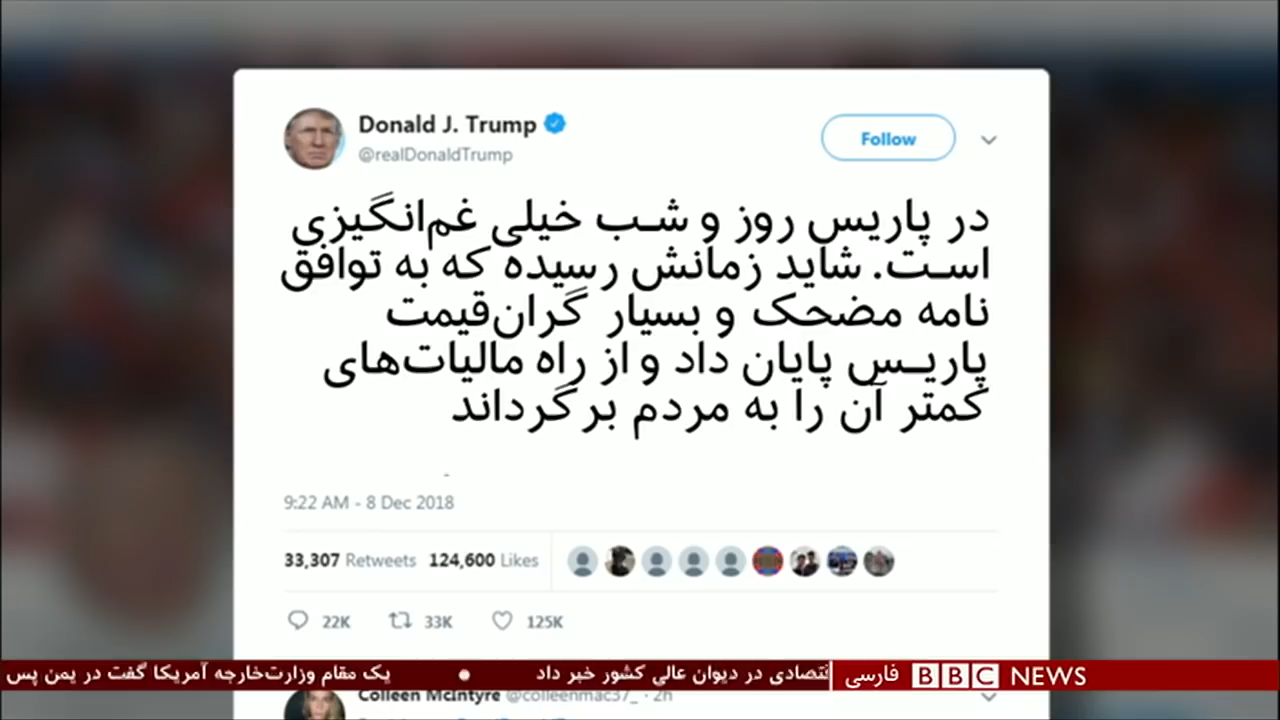 Donald J. Trump
@realDonaldTrump
Follow
در پاریس روز و شب خیلی غم‌انگیزی
است. شاید زمانش رسیده که به توافق
نامه مضحک و بسیار گران‌قیمت
پاریس پایان داد و از راه مالیات‌های
کمتر آن را به مردم برگرداند
9:22 AM - 8 Dec 2018
33,307 Retweets 124,600 Likes
22K 33K 125K
BBC NEWS فارسی
قتصادی در دیوان عالی کشور خبر داد • یک مقام وزارت‌خارجه آمریکا گفت در یمن پس
Colleen McIntyre @colleenmac37_ · 2h